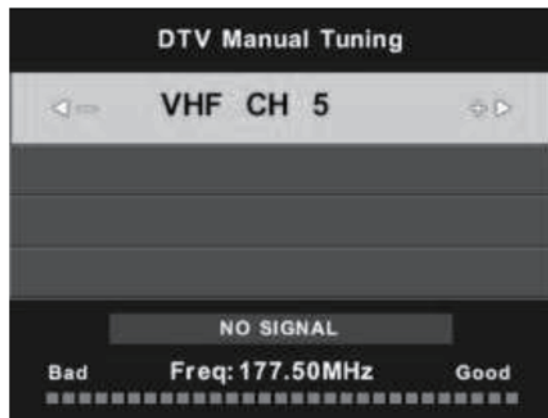 DTV Manual Tuning
VHF CH 5
NO SIGNAL
Bad Freq: 177.50MHz Good